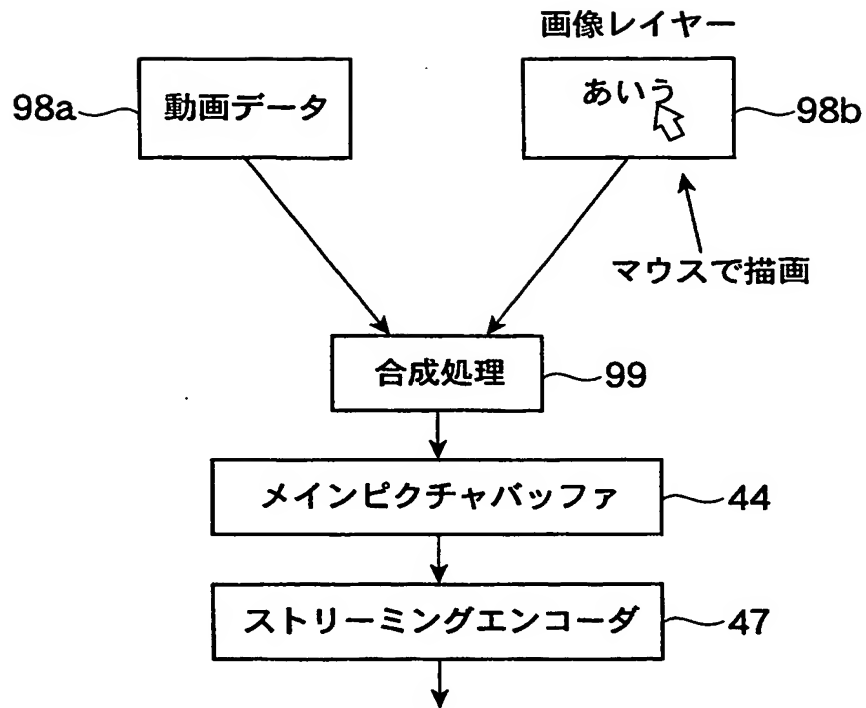 画像レイヤー
98a 動画データ
あいう 98b
マウスで描画
合成処理 99
メインピクチャバッファ 44
ストリーミングエンコーダ 47